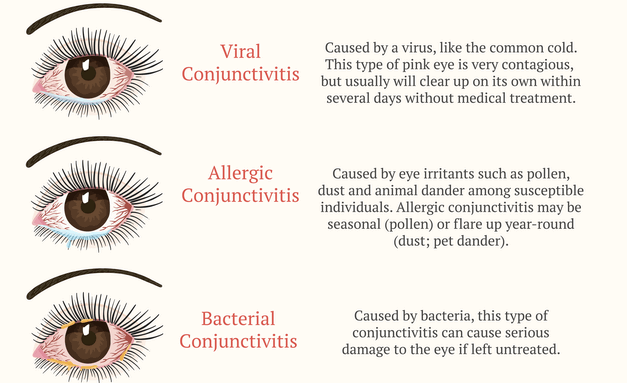 Viral
Conjunctivitis
Caused by a virus, like the common cold.
This type of pink eye is very contagious,
but usually will clear up on its own within
several days without medical treatment.
Allergic
Conjunctivitis
Caused by eye irritants such as pollen,
dust and animal dander among susceptible
individuals. Allergic conjunctivitis may be
seasonal (pollen) or flare up year-round
(dust; pet dander).
Bacterial
Conjunctivitis
Caused by bacteria, this type of
conjunctivitis can cause serious
damage to the eye if left untreated.